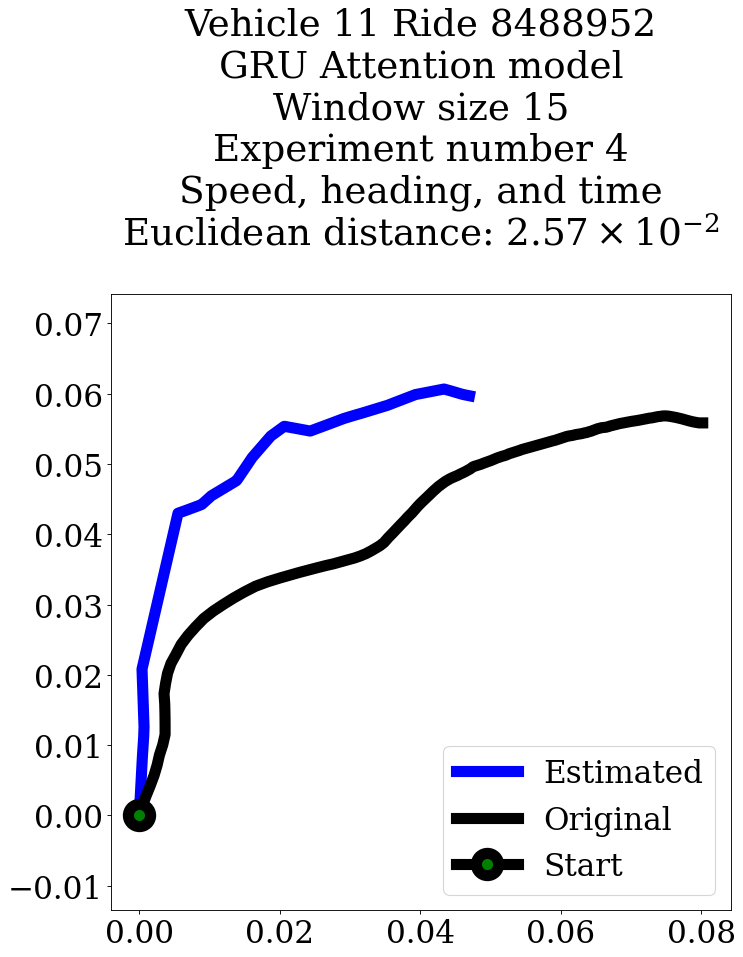 Vehicle 11 Ride 8488952
GRU Attention model
Window size 15
Experiment number 4
Speed, heading, and time
Euclidean distance: 2.57 × 10⁻²
0.07
0.06
0.05
0.04
0.03
0.02
0.01
0.00
−0.01
Estimated
Original
Start
0.00 0.02 0.04 0.06 0.08